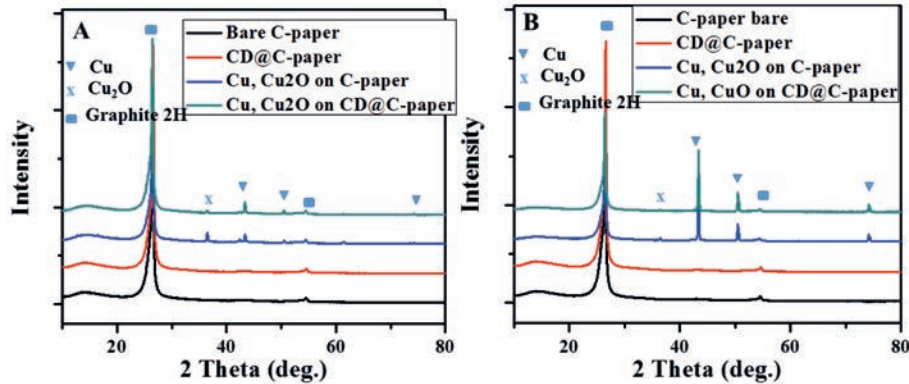 A
Bare C-paper
CD@C-paper
Cu, Cu2O on C-paper
Cu, Cu2O on CD@C-paper
Cu
x Cu₂O
Graphite 2H
x
Intensity
20 40 60 80
2 Theta (deg.)
B
C-paper bare
CD@C-paper
Cu, Cu2O on C-paper
Cu, CuO on CD@C-paper
Cu
x Cu₂O
Graphite 2H
x
Intensity
20 40 60 80
2 Theta (deg.)